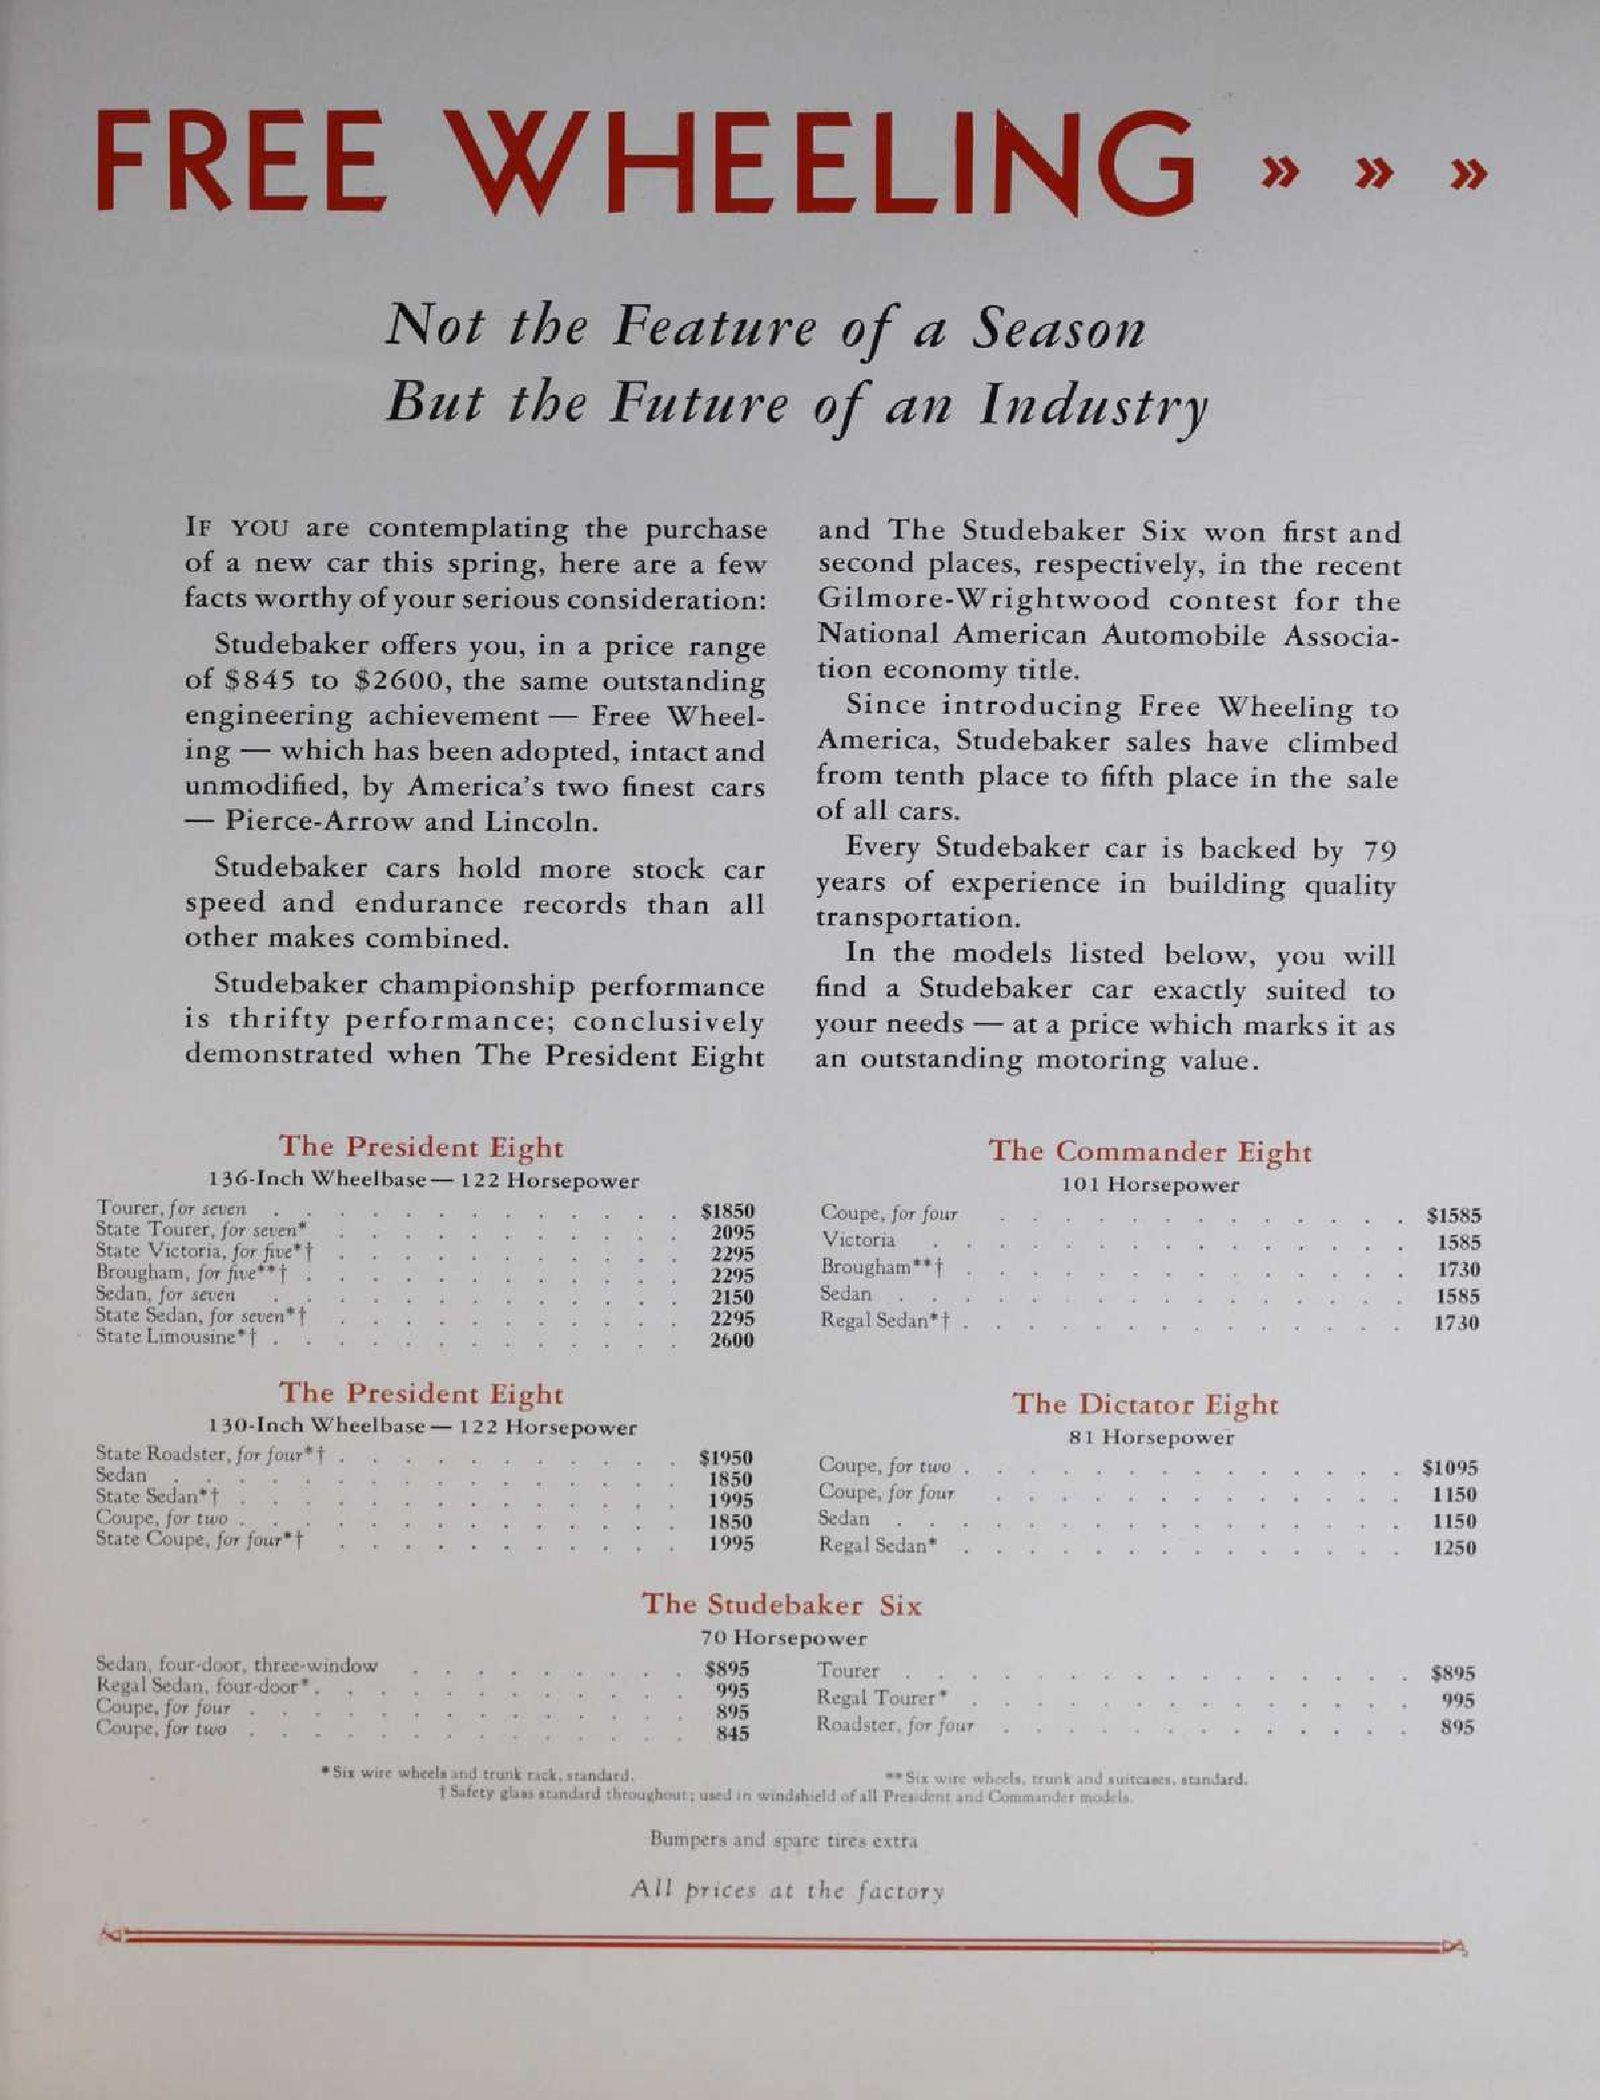 FREE WHEELING » » »
Not the Feature of a Season
But the Future of an Industry
IF YOU are contemplating the purchase
of a new car this spring, here are a few
facts worthy of your serious consideration:
Studebaker offers you, in a price range
of $845 to $2600, the same outstanding
engineering achievement — Free Wheel-
ing — which has been adopted, intact and
unmodified, by America's two finest cars
— Pierce-Arrow and Lincoln.
Studebaker cars hold more stock car
speed and endurance records than all
other makes combined.
Studebaker championship performance
is thrifty performance; conclusively
demonstrated when The President Eight
and The Studebaker Six won first and
second places, respectively, in the recent
Gilmore-Wrightwood contest for the
National American Automobile Associa-
tion economy title.
Since introducing Free Wheeling to
America, Studebaker sales have climbed
from tenth place to fifth place in the sale
of all cars.
Every Studebaker car is backed by 79
years of experience in building quality
transportation.
In the models listed below, you will
find a Studebaker car exactly suited to
your needs — at a price which marks it as
an outstanding motoring value.
The President Eight
136-Inch Wheelbase — 122 Horsepower
Tourer, for seven $1850
State Tourer, for seven* 2095
State Victoria, for five*† 2295
Brougham, for five**† 2295
Sedan, for seven 2150
State Sedan, for seven*† 2295
State Limousine*† 2600
The President Eight
130-Inch Wheelbase — 122 Horsepower
State Roadster, for four*† $1950
Sedan 1850
State Sedan*† 1995
Coupe, for two 1850
State Coupe, for four*† 1995
The Commander Eight
101 Horsepower
Coupe, for four $1585
Victoria 1585
Brougham**† 1730
Sedan 1585
Regal Sedan*† 1730
The Dictator Eight
81 Horsepower
Coupe, for two $1095
Coupe, for four 1150
Sedan 1150
Regal Sedan* 1250
The Studebaker Six
70 Horsepower
Sedan, four-door, three-window $895
Regal Sedan, four-door* 995
Coupe, for four 895
Coupe, for two 845
Tourer $895
Regal Tourer* 995
Roadster, for four 895
*Six wire wheels and trunk rack, standard. **Six wire wheels, trunk and suitcases, standard.
† Safety glass standard throughout; used in windshield of all President and Commander models.
Bumpers and spare tires extra
All prices at the factory